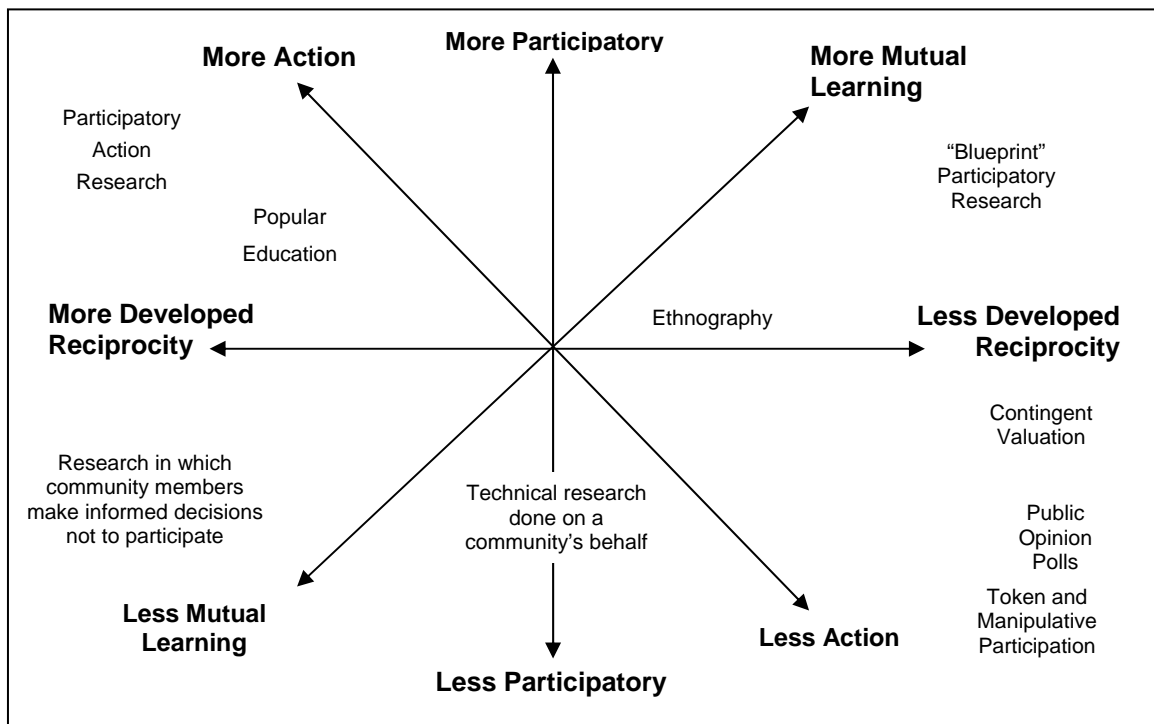 More Participatory
More Action
More Mutual
Learning
Participatory
Action
Research
“Blueprint”
Participatory
Research
Popular
Education
More Developed
Reciprocity
Ethnography
Less Developed
Reciprocity
Contingent
Valuation
Research in which
community members
make informed decisions
not to participate
Technical research
done on a
community’s behalf
Public
Opinion
Polls
Less Mutual
Learning
Less Participatory
Less Action
Token and
Manipulative
Participation